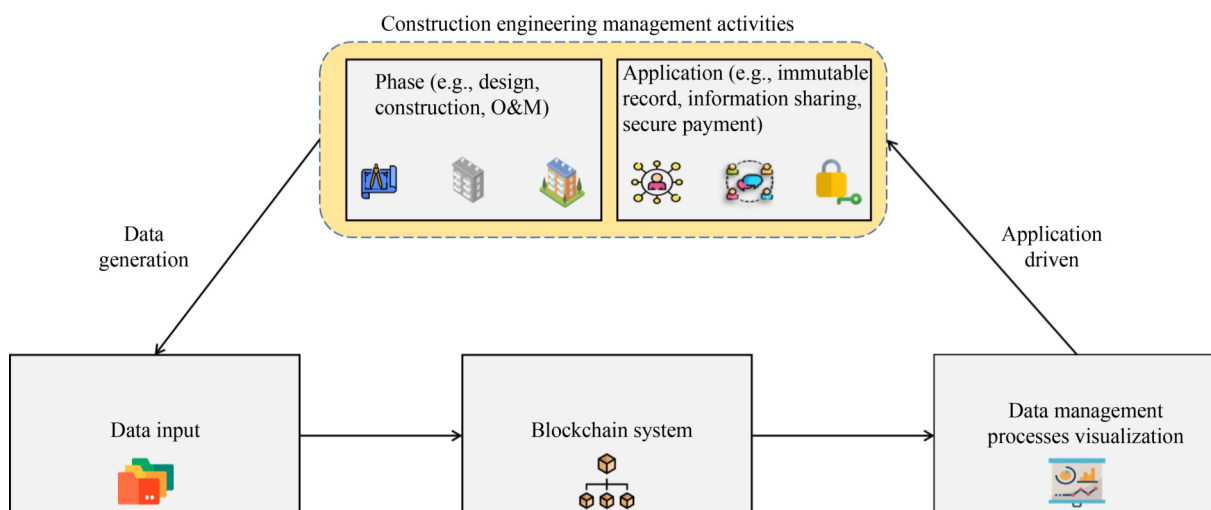 Construction engineering management activities
Phase (e.g., design,
construction, O&M)
Application (e.g., immutable
record, information sharing,
secure payment)
Data
generation
Application
driven
Data input
Blockchain system
Data management
processes visualization